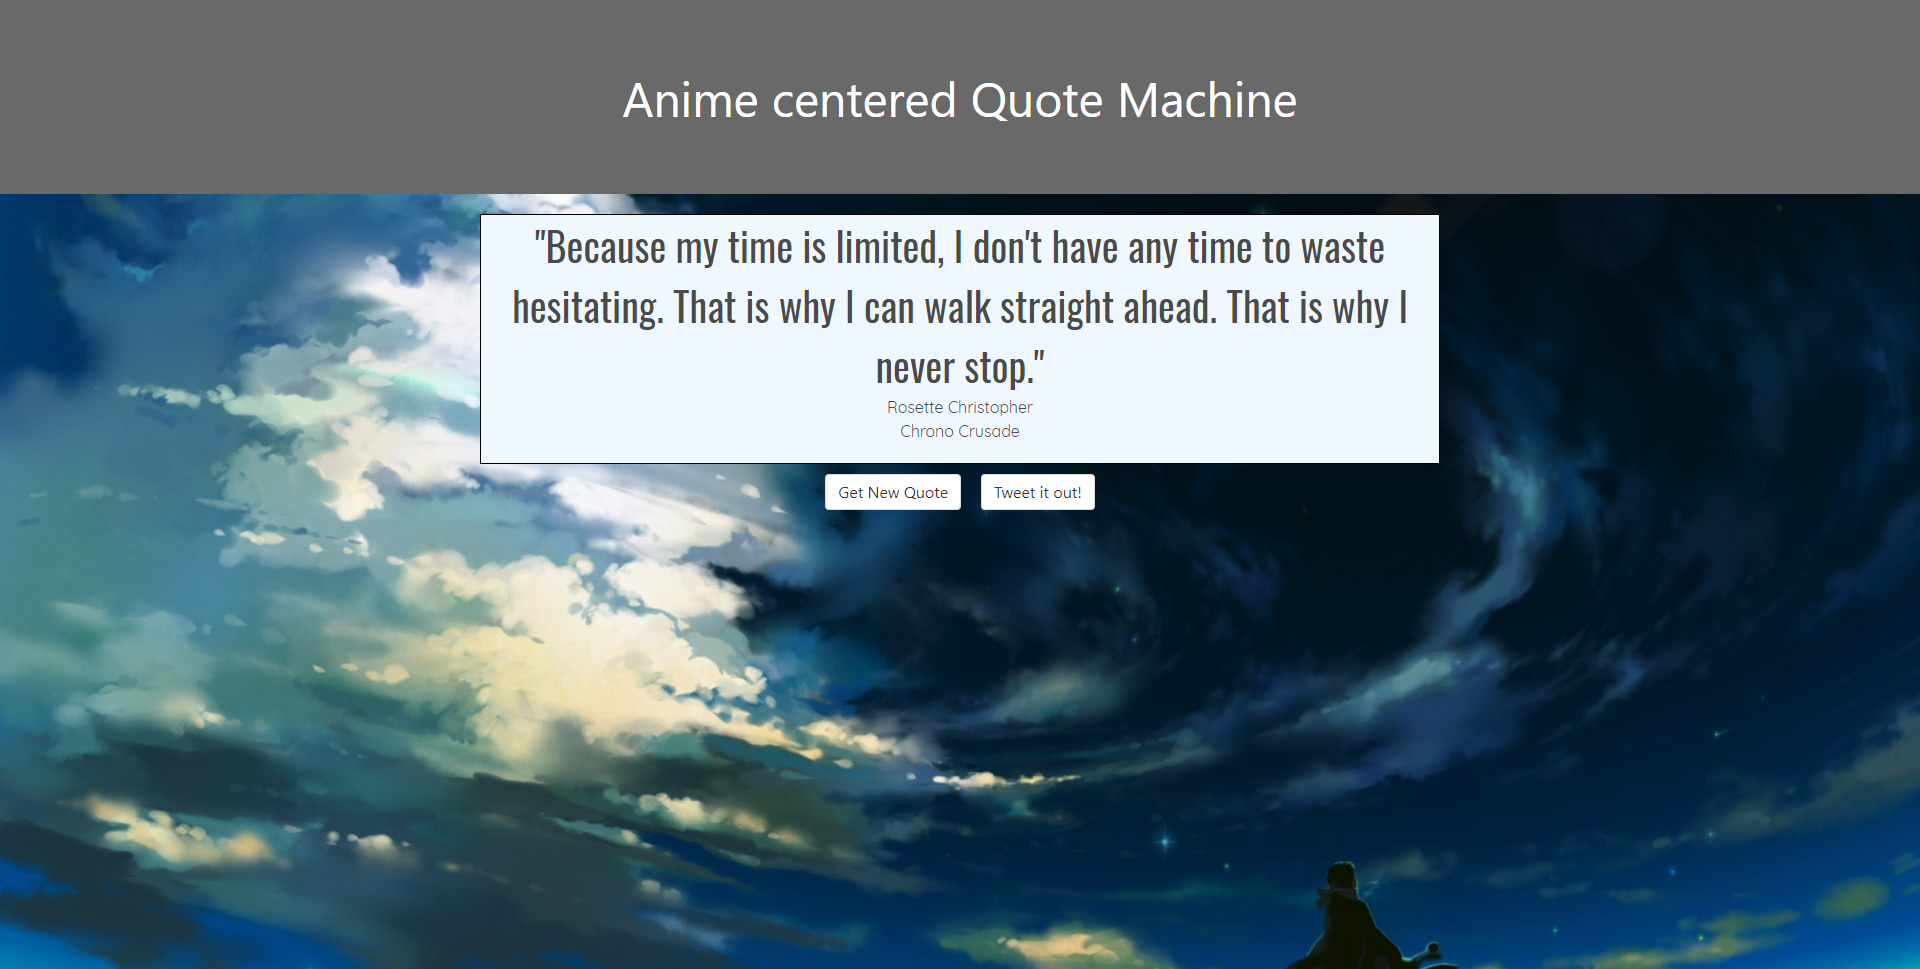 Anime centered Quote Machine
"Because my time is limited, I don't have any time to waste
hesitating. That is why I can walk straight ahead. That is why I
never stop."
Rosette Christopher
Chrono Crusade
Get New Quote
Tweet it out!